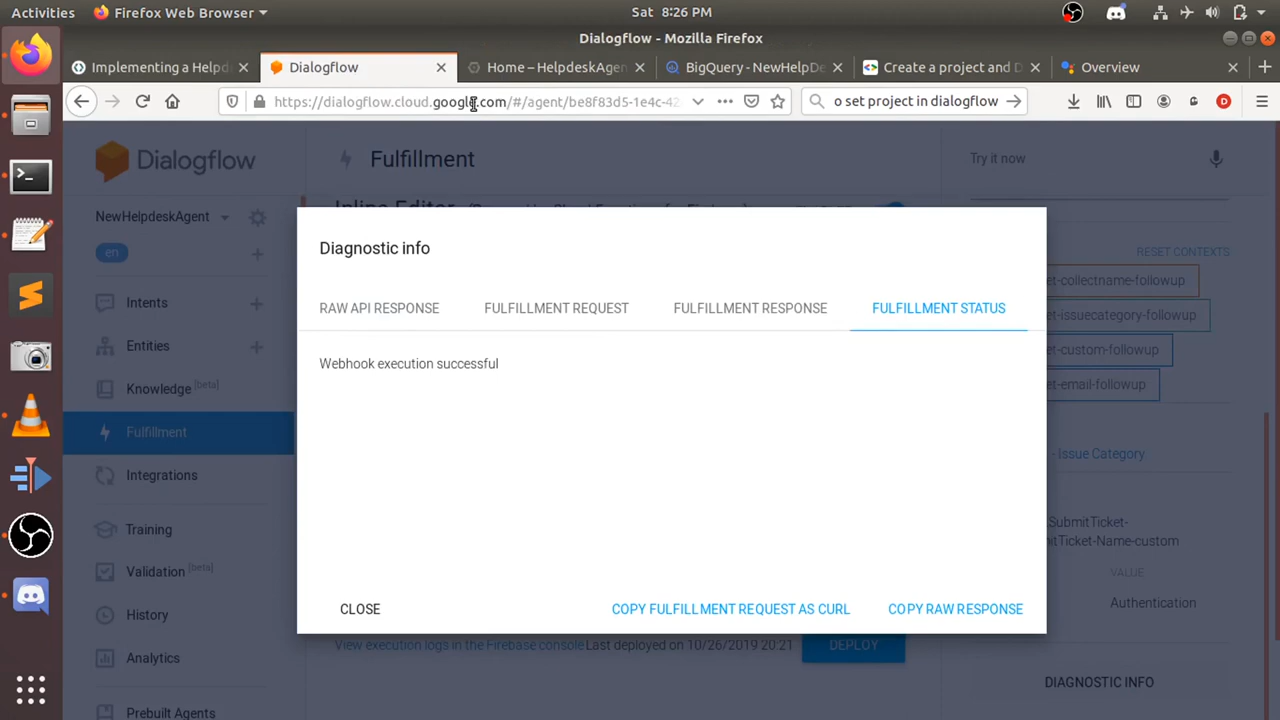 Activities Firefox Web Browser Sat 8:26 PM
Dialogflow - Mozilla Firefox
Implementing a Helpd Dialogflow Home – HelpdeskAgen BigQuery - NewHelpDe Create a project and D Overview
https://dialogflow.cloud.google.com/#/agent/be8f83d5-1e4c-42 o set project in dialogflow
Dialogflow Fulfillment Try it now
NewHelpdeskAgent
en
Intents
Entities
Knowledge [beta]
Fulfillment
Integrations
Training
Validation [beta]
History
Analytics
Prebuilt Agents
Inline Editor
Diagnostic info
RAW API RESPONSE FULFILLMENT REQUEST FULFILLMENT RESPONSE FULFILLMENT STATUS
Webhook execution successful
CLOSE COPY FULFILLMENT REQUEST AS CURL COPY RAW RESPONSE
View execution logs in the Firebase console Last deployed on 10/26/2019 20:21 DEPLOY
RESET CONTEXTS
et-collectname-followup
et-issuecategory-followup
et-custom-followup
et-email-followup
- Issue Category
SubmitTicket-
nitTicket-Name-custom
VALUE
Authentication
DIAGNOSTIC INFO